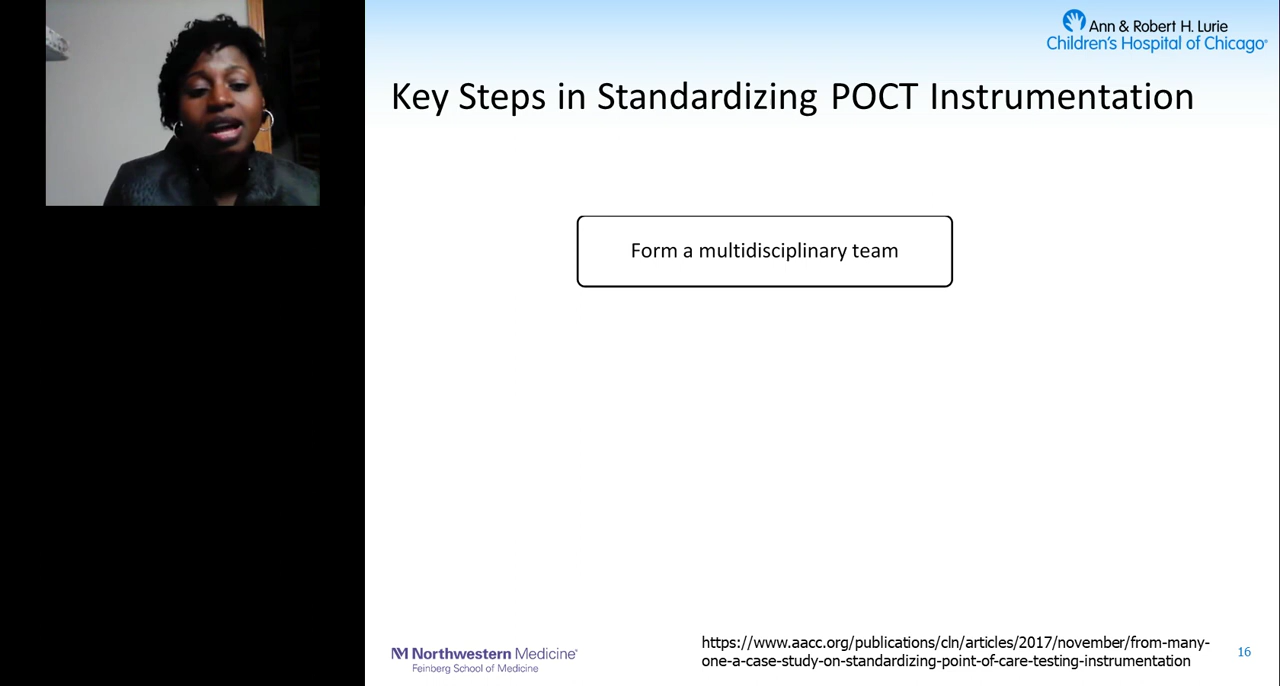 Ann & Robert H. Lurie
Children's Hospital of Chicago®
Key Steps in Standardizing POCT Instrumentation
Form a multidisciplinary team
https://www.aacc.org/publications/cln/articles/2017/november/from-many-
one-a-case-study-on-standardizing-point-of-care-testing-instrumentation
16
NM Northwestern Medicine®
Feinberg School of Medicine